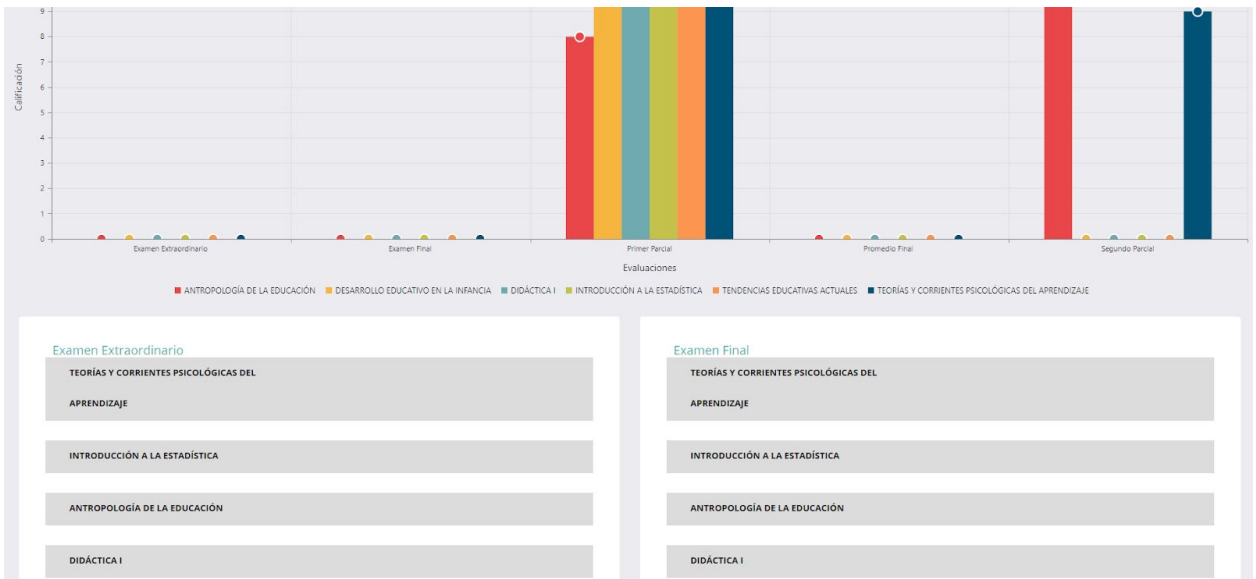 9
8
7
6
5
4
3
2
1
0
Calificación
Examen Extraordinario
Examen Final
Primer Parcial
Promedio Final
Segundo Parcial
Evaluaciones
ANTROPOLOGÍA DE LA EDUCACIÓN DESARROLLO EDUCATIVO EN LA INFANCIA DIDÁCTICA I INTRODUCCIÓN A LA ESTADÍSTICA TENDENCIAS EDUCATIVAS ACTUALES TEORÍAS Y CORRIENTES PSICOLÓGICAS DEL APRENDIZAJE
Examen Extraordinario
TEORÍAS Y CORRIENTES PSICOLÓGICAS DEL
APRENDIZAJE
INTRODUCCIÓN A LA ESTADÍSTICA
ANTROPOLOGÍA DE LA EDUCACIÓN
DIDÁCTICA I
Examen Final
TEORÍAS Y CORRIENTES PSICOLÓGICAS DEL
APRENDIZAJE
INTRODUCCIÓN A LA ESTADÍSTICA
ANTROPOLOGÍA DE LA EDUCACIÓN
DIDÁCTICA I